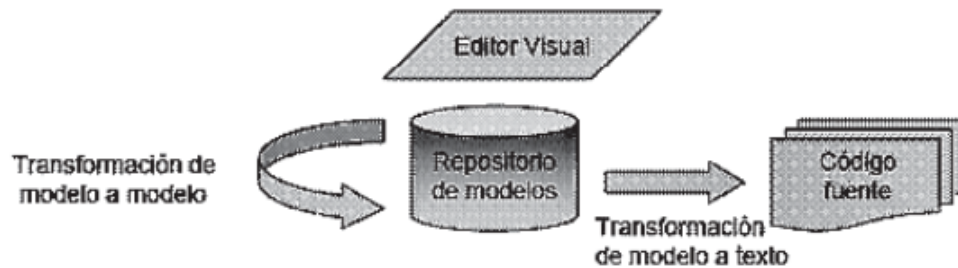 Editor Visual
Transformación de
modelo a modelo
Repositorio
de modelos
Código
fuente
Transformación
de modelo a texto